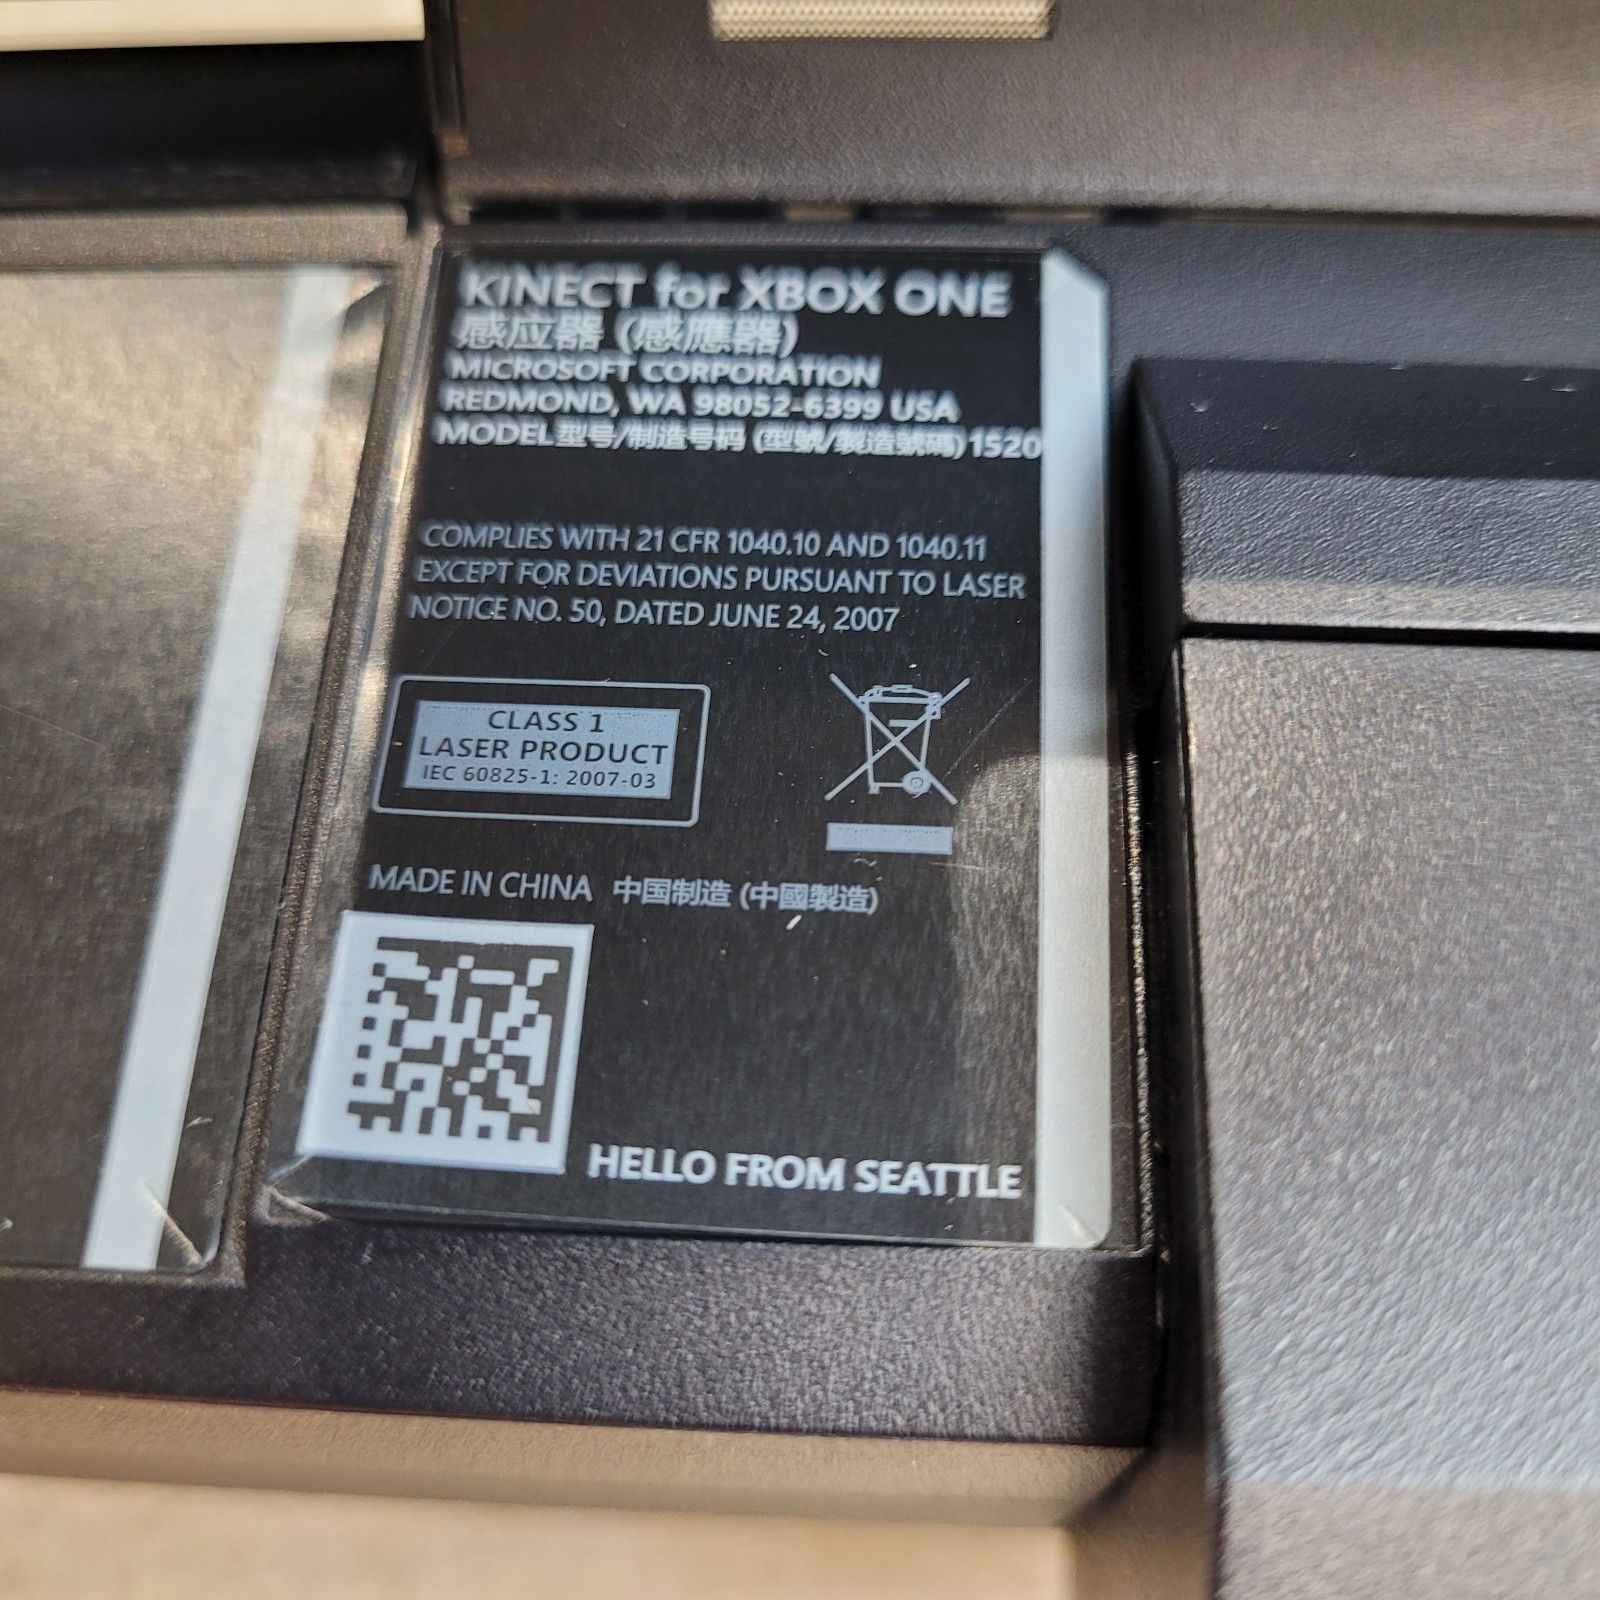 KINECT for XBOX ONE
感应器 (感應器)
MICROSOFT CORPORATION
REDMOND, WA 98052-6399 USA
MODEL型号/制造号码 (型號/製造號碼)1520
COMPLIES WITH 21 CFR 1040.10 AND 1040.11
EXCEPT FOR DEVIATIONS PURSUANT TO LASER
NOTICE NO. 50, DATED JUNE 24, 2007
CLASS 1
LASER PRODUCT
IEC 60825-1: 2007-03
MADE IN CHINA 中国制造 (中國製造)
HELLO FROM SEATTLE